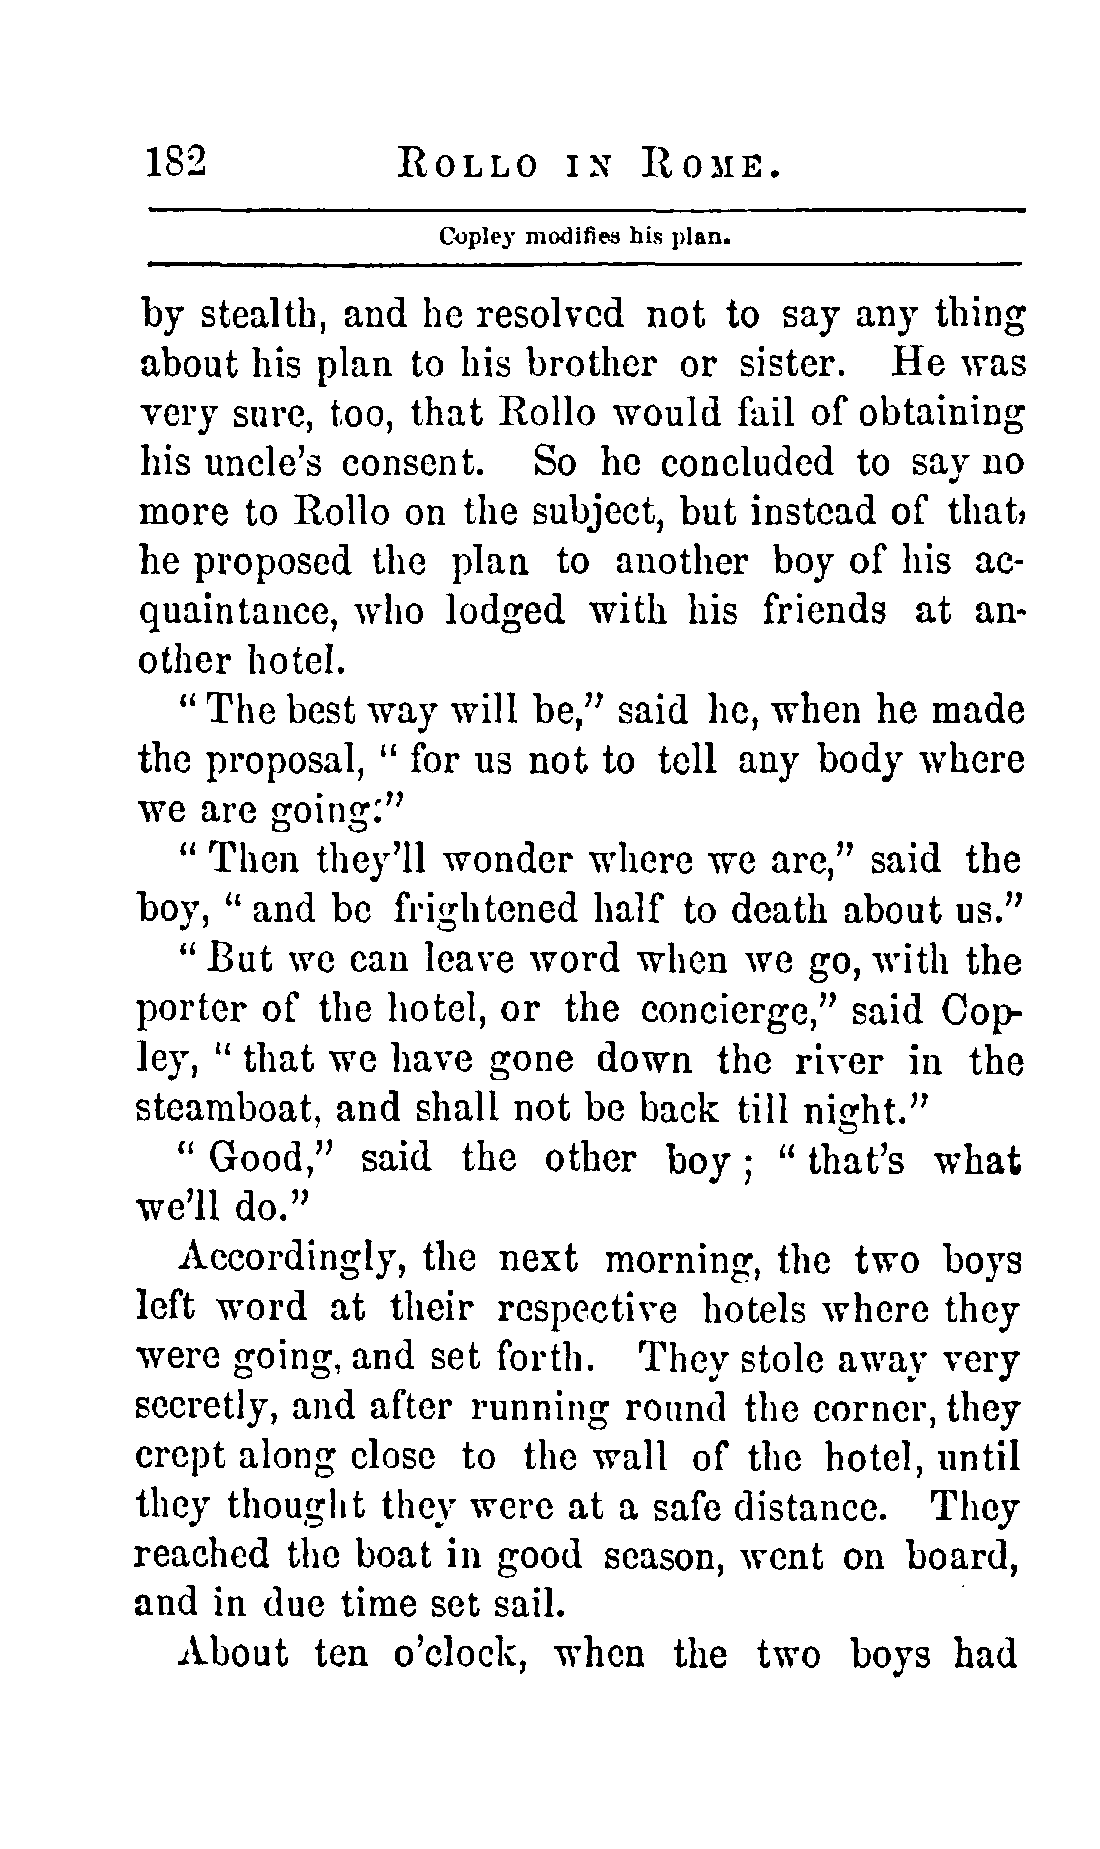 182 ROLLO IN ROME.
Copley modifies his plan.
by stealth, and he resolved not to say any thing
about his plan to his brother or sister. He was
very sure, too, that Rollo would fail of obtaining
his uncle's consent. So he concluded to say no
more to Rollo on the subject, but instead of that,
he proposed the plan to another boy of his ac-
quaintance, who lodged with his friends at an-
other hotel.
“ The best way will be,” said he, when he made
the proposal, “ for us not to tell any body where
we are going:”
“ Then they'll wonder where we are,” said the
boy, “ and be frightened half to death about us.”
“ But we can leave word when we go, with the
porter of the hotel, or the concierge,” said Cop-
ley, “ that we have gone down the river in the
steamboat, and shall not be back till night.”
“ Good,” said the other boy ; “ that's what
we'll do.”
Accordingly, the next morning, the two boys
left word at their respective hotels where they
were going, and set forth. They stole away very
secretly, and after running round the corner, they
crept along close to the wall of the hotel, until
they thought they were at a safe distance. They
reached the boat in good season, went on board,
and in due time set sail.
About ten o'clock, when the two boys had